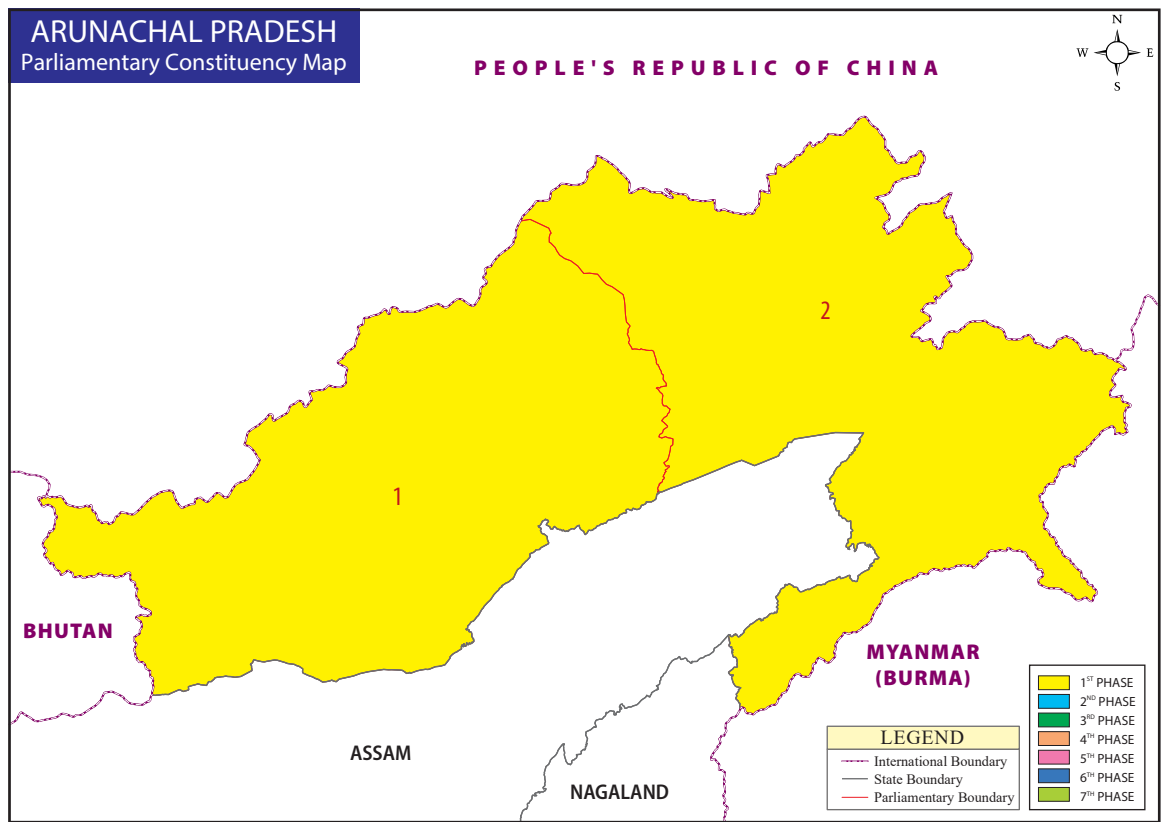 ARUNACHAL PRADESH
Parliamentary Constituency Map
PEOPLE'S REPUBLIC OF CHINA
N
W E
S
2
1
BHUTAN
MYANMAR
(BURMA)
ASSAM
NAGALAND
LEGEND
International Boundary
State Boundary
Parliamentary Boundary
1ST PHASE
2ND PHASE
3RD PHASE
4TH PHASE
5TH PHASE
6TH PHASE
7TH PHASE